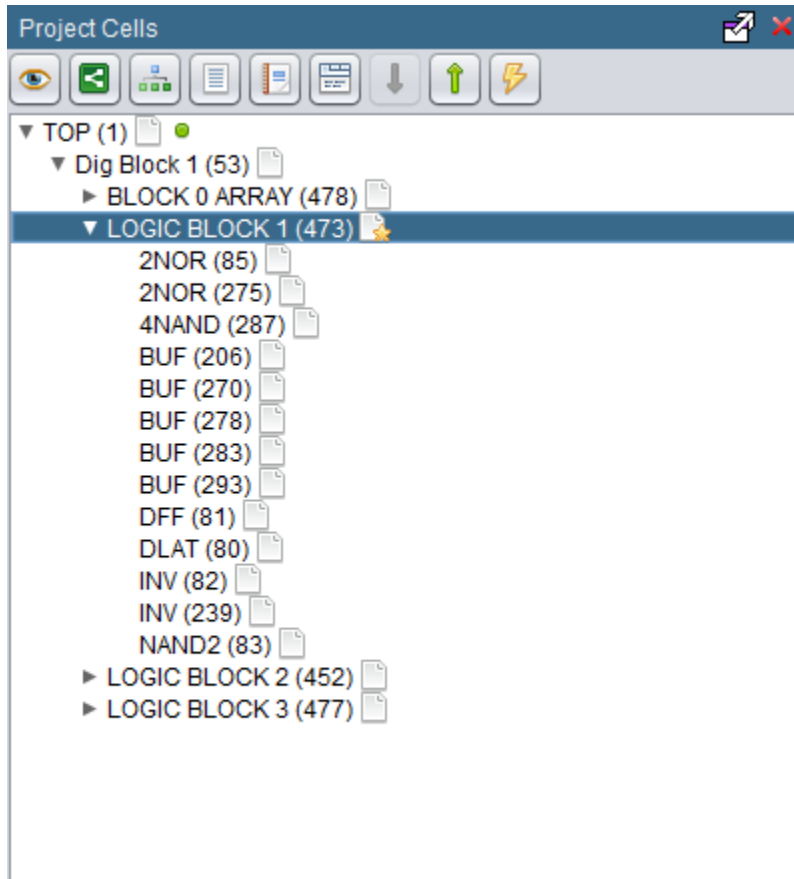 Project Cells
TOP (1)
Dig Block 1 (53)
BLOCK 0 ARRAY (478)
LOGIC BLOCK 1 (473)
2NOR (85)
2NOR (275)
4NAND (287)
BUF (206)
BUF (270)
BUF (278)
BUF (283)
BUF (293)
DFF (81)
DLAT (80)
INV (82)
INV (239)
NAND2 (83)
LOGIC BLOCK 2 (452)
LOGIC BLOCK 3 (477)